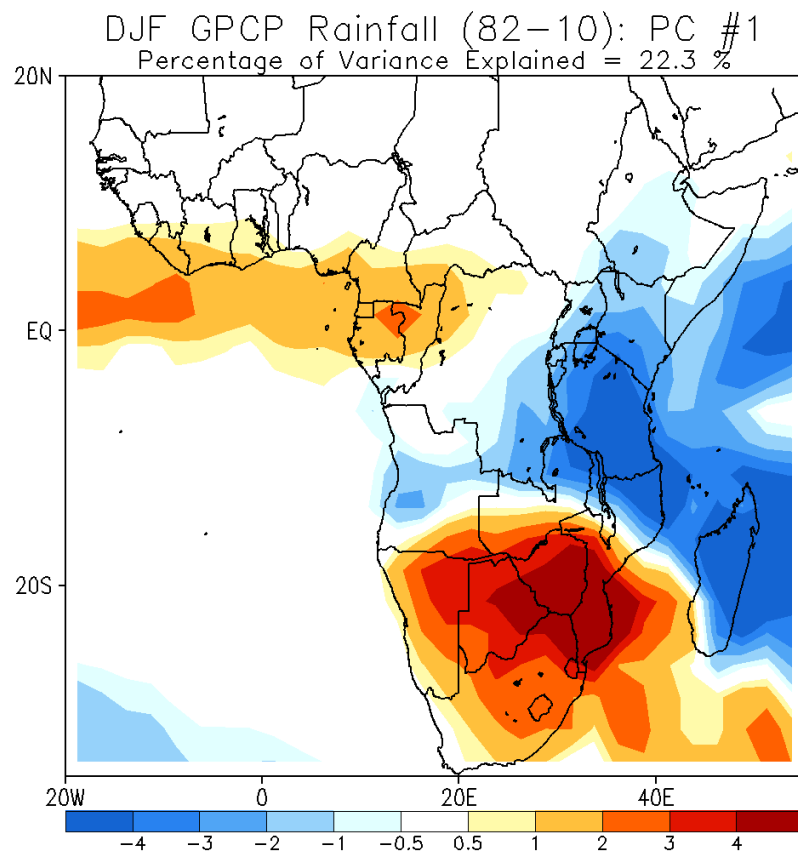 DJF GPCP Rainfall (82-10): PC #1
Percentage of Variance Explained = 22.3 %
20N
EQ
20S
20W 0 20E 40E
-4 -3 -2 -1 -0.5 0.5 1 2 3 4